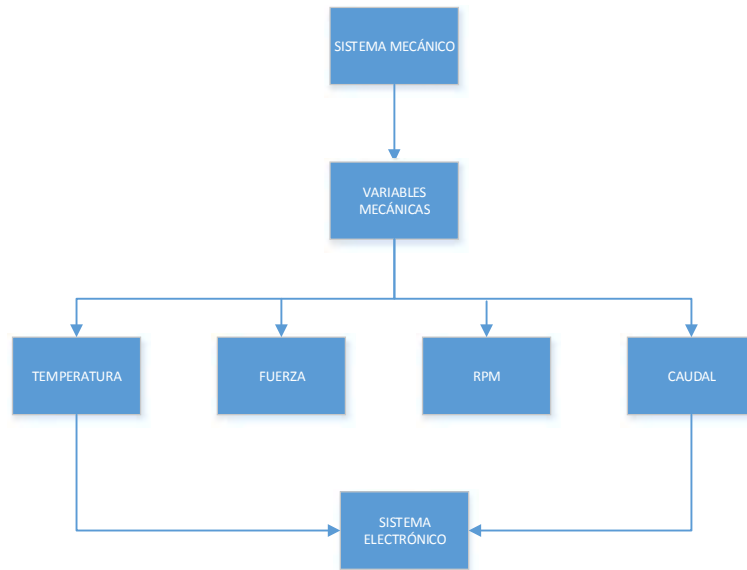 SISTEMA MECÁNICO
VARIABLES
MECÁNICAS
TEMPERATURA
FUERZA
RPM
CAUDAL
SISTEMA
ELECTRÓNICO